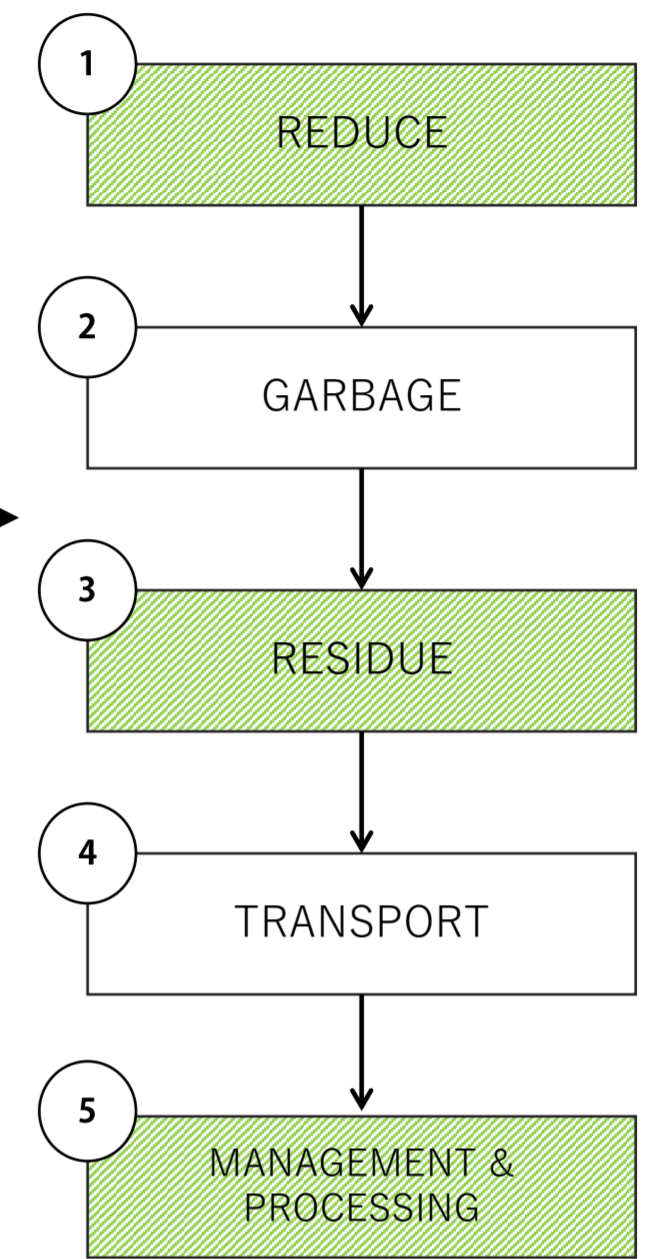 1
REDUCE
2
GARBAGE
3
RESIDUE
4
TRANSPORT
5
MANAGEMENT &
PROCESSING